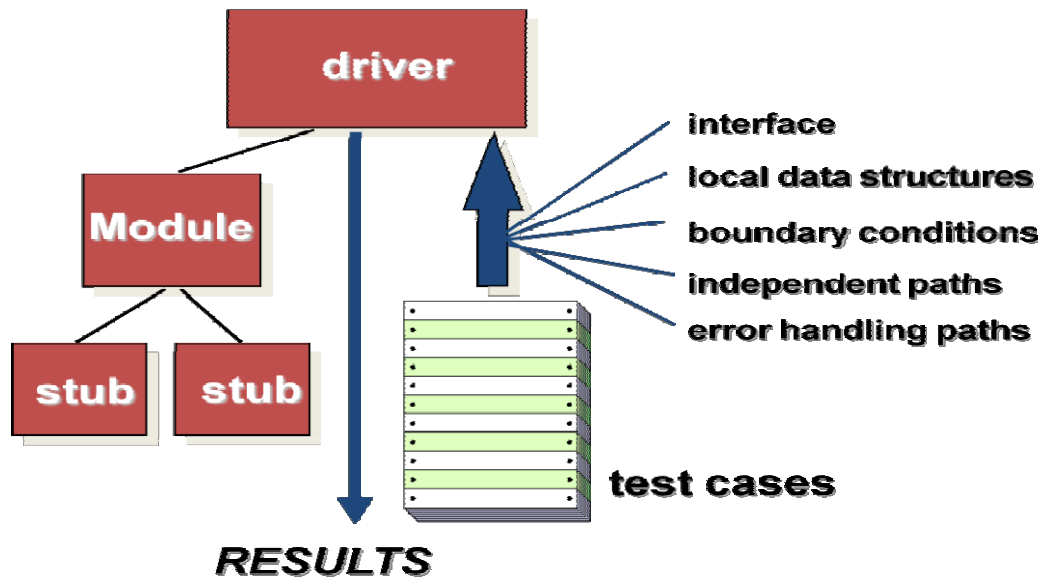 driver
interface
local data structures
Module
boundary conditions
independent paths
error handling paths
stub
stub
test cases
RESULTS